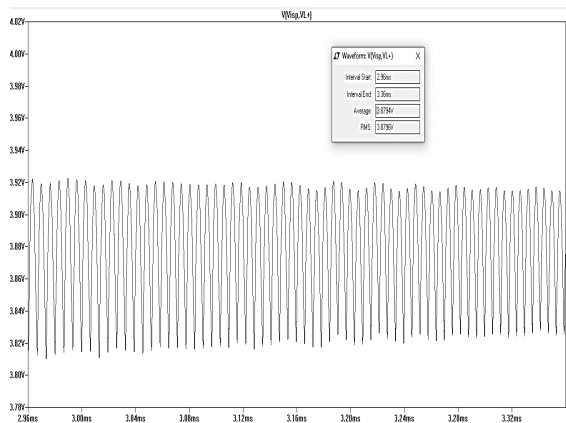 V(Visp,VL+)
4.02V
4.00V
3.98V
3.96V
3.94V
3.92V
3.90V
3.88V
3.86V
3.84V
3.82V
3.80V
3.78V
2.96ms 3.00ms 3.04ms 3.08ms 3.12ms 3.16ms 3.20ms 3.24ms 3.28ms 3.32ms
Waveform: V(Visp,VL+) X
Interval Start: 2.96ms
Interval End: 3.36ms
Average: 3.8794V
RMS: 3.8796V